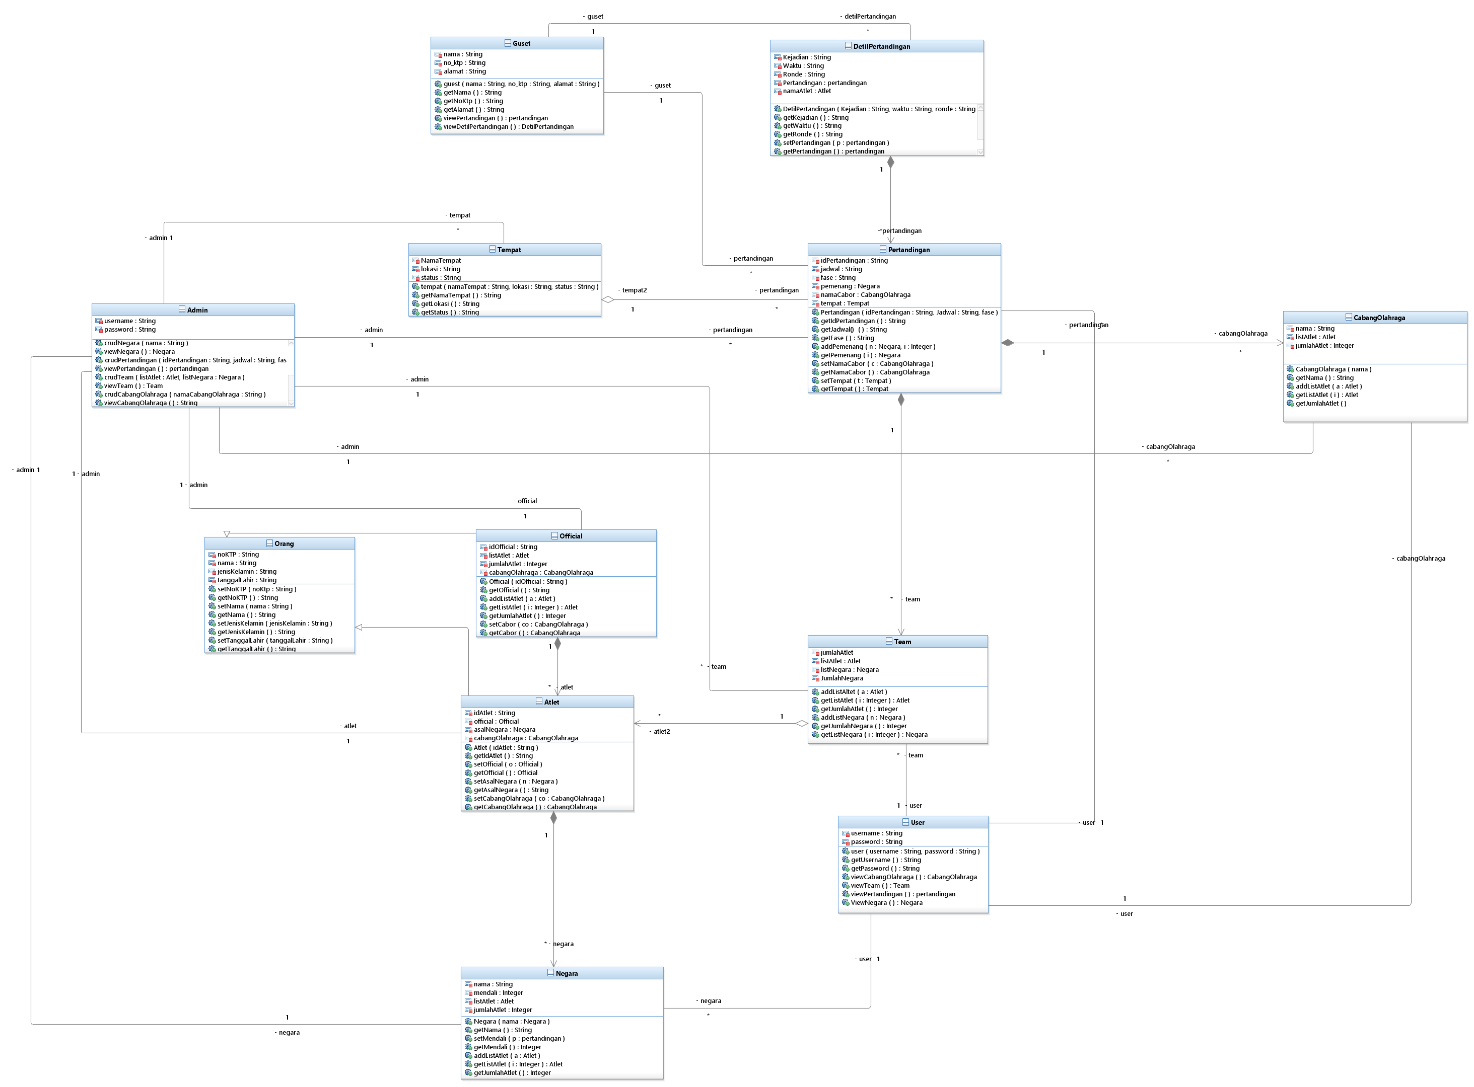 - guset
1
- detilPertandingan
*
Guset
nama : String
no_ktp : String
alamat : String
guest ( nama : String, no_ktp : String, alamat : String )
getNama ( ) : String
getNoKtp ( ) : String
getAlamat ( ) : String
viewPertandingan ( ) : pertandingan
viewDetilPertandingan ( ) : DetilPertandingan
- guset
1
DetilPertandingan
Kejadian : String
Waktu : String
Ronde : String
Pertandingan : pertandingan
namaAtlet : Atlet
DetilPertandingan ( Kejadian : String, waktu : String, ronde : String
getKejadian ( ) : String
getWaktu ( ) : String
getRonde ( ) : String
setPertandingan ( p : pertandingan )
getPertandingan ( ) : pertandingan
1
-*pertandingan
- tempat
*
- admin 1
Tempat
NamaTempat
lokasi : String
status : String
tempat ( namaTempat : String, lokasi : String, status : String )
getNamaTempat ( ) : String
getLokasi ( ) : String
getStatus ( ) : String
- pertandingan
*
- tempat2
1
- pertandingan
*
Pertandingan
idPertandingan : String
jadwal : String
fase : String
pemenang : Negara
namaCabor : CabangOlahraga
tempat : Tempat
Pertandingan ( idPertandingan : String, Jadwal : String, fase )
getIdPertandingan ( ) : String
getJadwal) ( ) : String
getFase ( ) : String
addPemenang ( n : Negara, i : Integer )
getPemenang ( i ) : Negara
setNamaCabor ( c : CabangOlahraga )
getNamaCabor ( ) : CabangOlahraga
setTempat ( t : Tempat )
getTempat ( ) : Tempat
- pertandingan
1
- cabangOlahraga
*
CabangOlahraga
nama : String
listAtlet : Atlet
jumlahAtlet : Integer
CabangOlahraga ( nama )
getNama ( ) : String
addListAtlet ( a : Atlet )
getListAtlet ( i ) : Atlet
getJumlahAtlet ( )
Admin
username : String
password : String
crudNegara ( nama : String )
viewNegara ( ) : Negara
crudPertandingan ( idPertandingan : String, jadwal : String, fas
viewPertandingan ( ) : pertandingan
crudTeam ( listAtlet : Atlet, listNegara : Negara )
viewTeam ( ) : Team
crudCabangOlahraga ( namaCabangOlahraga : String )
viewCabangOlahraga ( ) : String
- admin
1
- pertandingan
*
- admin
1
- admin
1
- cabangOlahraga
*
1
- admin 1
1 - admin
1 - admin
official
1
Orang
noKTP : String
nama : String
jenisKelamin : String
tanggalLahir : String
setNoKTP ( noKtp : String )
getNoKTP ( ) : String
setNama ( nama : String )
getNama ( ) : String
setJenisKelamin ( jenisKelamin : String )
getJenisKelamin ( ) : String
setTanggalLahir ( tanggalLahir : String )
getTanggalLahir ( ) : String
Official
idOfficial : String
listAtlet : Atlet
jumlahAtlet : Integer
cabangOlahraga : CabangOlahraga
Official ( idOfficial : String )
getOfficial ( ) : String
addListAtlet ( a : Atlet )
getListAtlet ( i : Integer ) : Atlet
getJumlahAtlet ( ) : Integer
setCabor ( co : CabangOlahraga )
getCabor ( ) : CabangOlahraga
1
* - atlet
- cabangOlahraga
* - team
* - team
Team
jumlahAtlet
listAtlet : Atlet
listNegara : Negara
JumlahNegara
addListAltet ( a : Atlet )
getListAtlet ( i : Integer ) : Atlet
getJumlahAtlet ( ) : Integer
addListNegara ( n : Negara )
getJumlahNegara ( ) : Integer
getListNegara ( i : Integer ) : Negara
Atlet
idAtlet : String
official : Official
asalNegara : Negara
cabangOlahraga : CabangOlahraga
Atlet ( idAtlet : String )
getIdAtlet ( ) : String
setOfficial ( o : Official )
getOfficial ( ) : Official
setAsalNegara ( n : Negara )
getAsalNegara ( ) : String
setCabangOlahraga ( co : CabangOlahraga )
getCabangOlahraga ( ) : CabangOlahraga
atlet
1
*
- atlet2
1
* - team
1 - user
- user 1
User
username : String
password : String
user ( username : String, password : String )
getUsername ( ) : String
getPassword ( ) : String
viewCabangOlahraga ( ) : CabangOlahraga
viewTeam ( ) : Team
viewPertandingan ( ) : pertandingan
ViewNegara ( ) : Negara
1
- user
1
* - negara
- user 1
Negara
nama : String
mendali : Integer
listAtlet : Atlet
jumlahAtlet : Integer
Negara ( nama : Negara )
getNama ( ) : String
setMendali ( p : pertandingan )
getMendali ( ) : Integer
addListAtlet ( a : Atlet )
getListAtlet ( i : Integer ) : Atlet
getJumlahAtlet ( ) : Integer
- negara
*
1
- negara